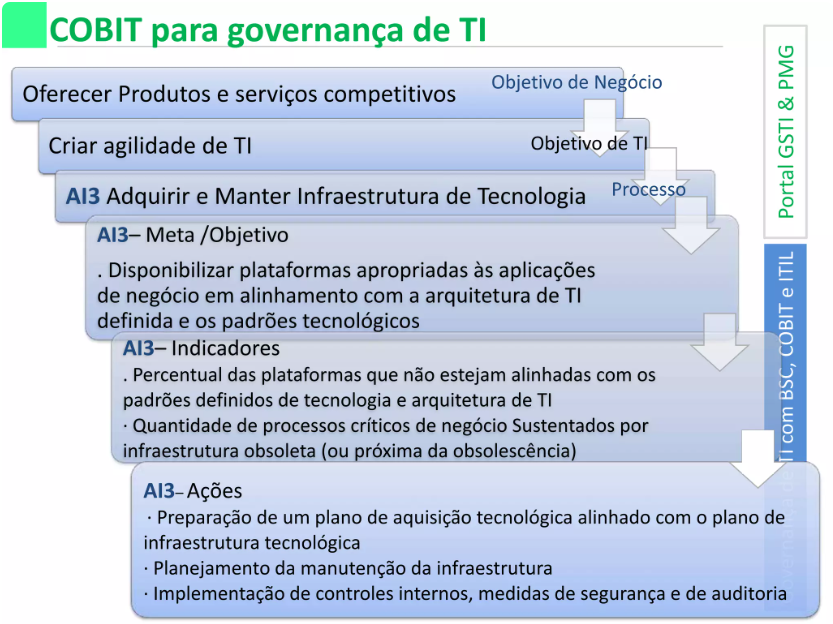 COBIT para governança de TI
Oferecer Produtos e serviços competitivos
Objetivo de Negócio
Criar agilidade de TI
Objetivo de TI
AI3 Adquirir e Manter Infraestrutura de Tecnologia
Processo
AI3– Meta /Objetivo
. Disponibilizar plataformas apropriadas às aplicações
de negócio em alinhamento com a arquitetura de TI
definida e os padrões tecnológicos
AI3– Indicadores
. Percentual das plataformas que não estejam alinhadas com os
padrões definidos de tecnologia e arquitetura de TI
· Quantidade de processos críticos de negócio Sustentados por
infraestrutura obsoleta (ou próxima da obsolescência)
AI3– Ações
· Preparação de um plano de aquisição tecnológica alinhado com o plano de
infraestrutura tecnológica
· Planejamento da manutenção da infraestrutura
· Implementação de controles internos, medidas de segurança e de auditoria
Portal GSTI & PMG
TI com BSC, COBIT e ITIL